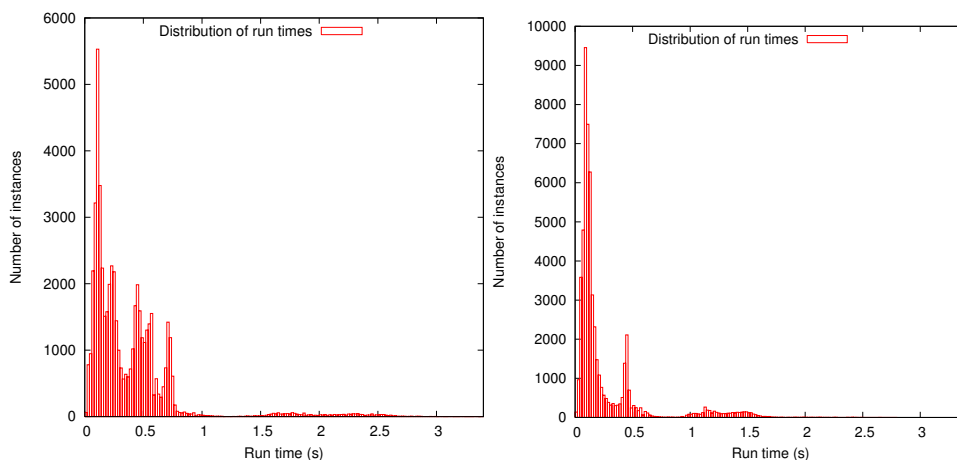 Distribution of run times
6000
5000
4000
3000
2000
1000
0
Number of instances
0 0.5 1 1.5 2 2.5 3
Run time (s)
Distribution of run times
10000
9000
8000
7000
6000
5000
4000
3000
2000
1000
0
Number of instances
0 0.5 1 1.5 2 2.5 3
Run time (s)